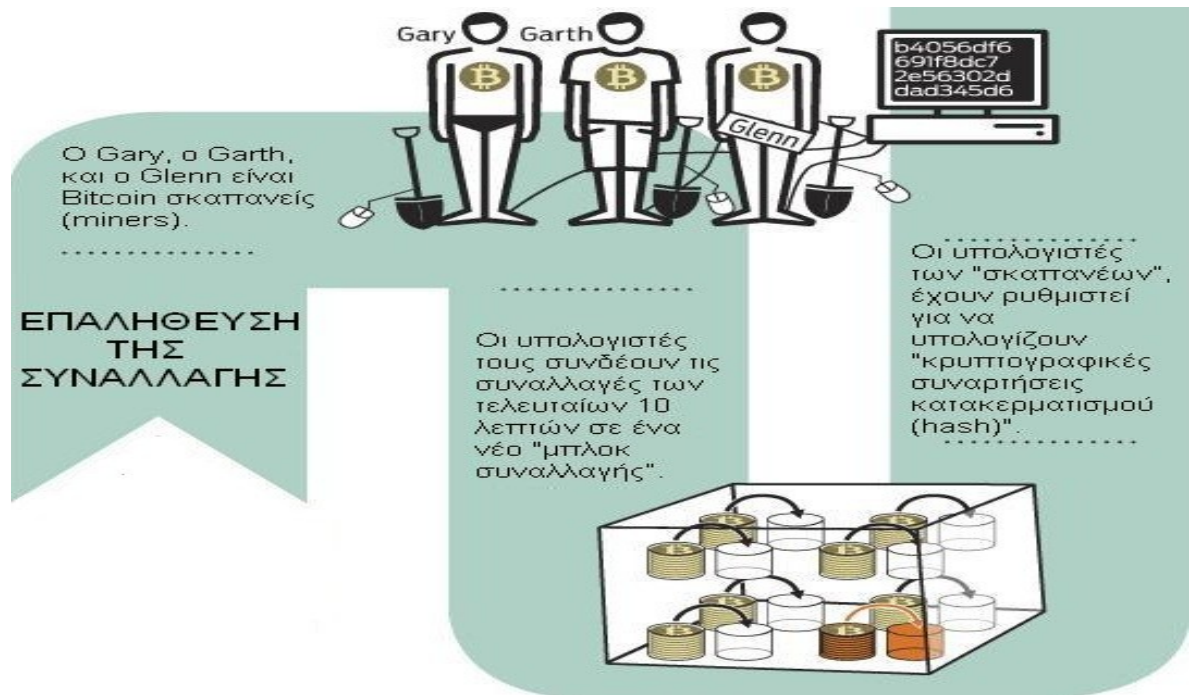 Gary
Garth
Glenn
b4056df6
691f8dc7
2e56302d
dad345d6
Ο Gary, ο Garth,
και ο Glenn είναι
Bitcoin σκαπανείς
(miners).
ΕΠΑΛΗΘΕΥΣΗ
ΤΗΣ
ΣΥΝΑΛΛΑΓΗΣ
Οι υπολογιστές
τους συνδέουν τις
συναλλαγές των
τελευταίων 10
λεπτών σε ένα
νέο "μπλοκ
συναλλαγής".
Οι υπολογιστές
των "σκαπανέων",
έχουν ρυθμιστεί
για να
υπολογίζουν
"κρυπτογραφικές
συναρτήσεις
κατακερματισμού
(hash)".